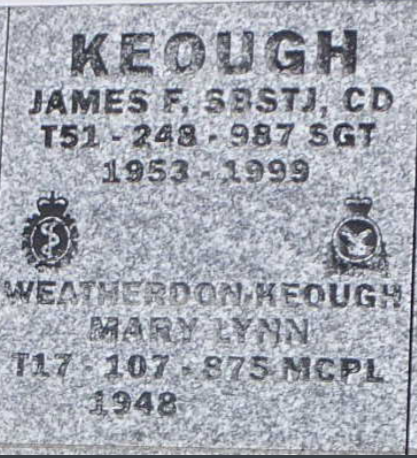 KEOUGH
JAMES F, SBSTJ, CD
T51 - 248 - 987 SGT
1953 - 1999
WEATHERDON-KEOUGH
MARY LYNN
T17 - 107 - 875 MCPL
1948